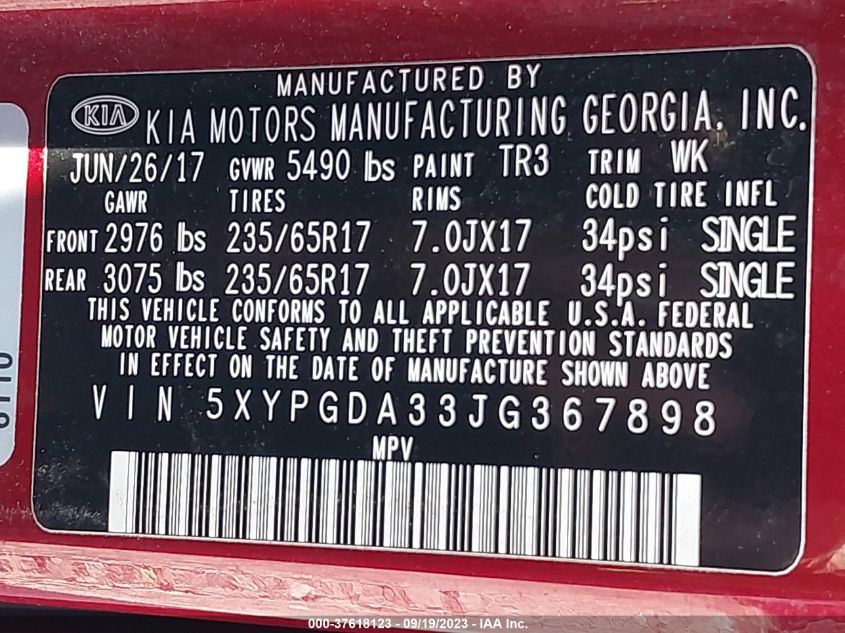 MANUFACTURED BY
KIA KIA MOTORS MANUFACTURING GEORGIA, INC.
JUN/26/17 GVWR 5490 lbs PAINT TR3 TRIM WK
GAWR TIRES RIMS COLD TIRE INFL
FRONT 2976 lbs 235/65R17 7.0JX17 34psi SINGLE
REAR 3075 lbs 235/65R17 7.0JX17 34psi SINGLE
THIS VEHICLE CONFORMS TO ALL APPLICABLE U.S.A. FEDERAL
MOTOR VEHICLE SAFETY AND THEFT PREVENTION STANDARDS
IN EFFECT ON THE DATE OF MANUFACTURE SHOWN ABOVE
VIN 5XYPGDA33JG367898
MPV
000-37618123 - 09/19/2023 - IAA Inc.